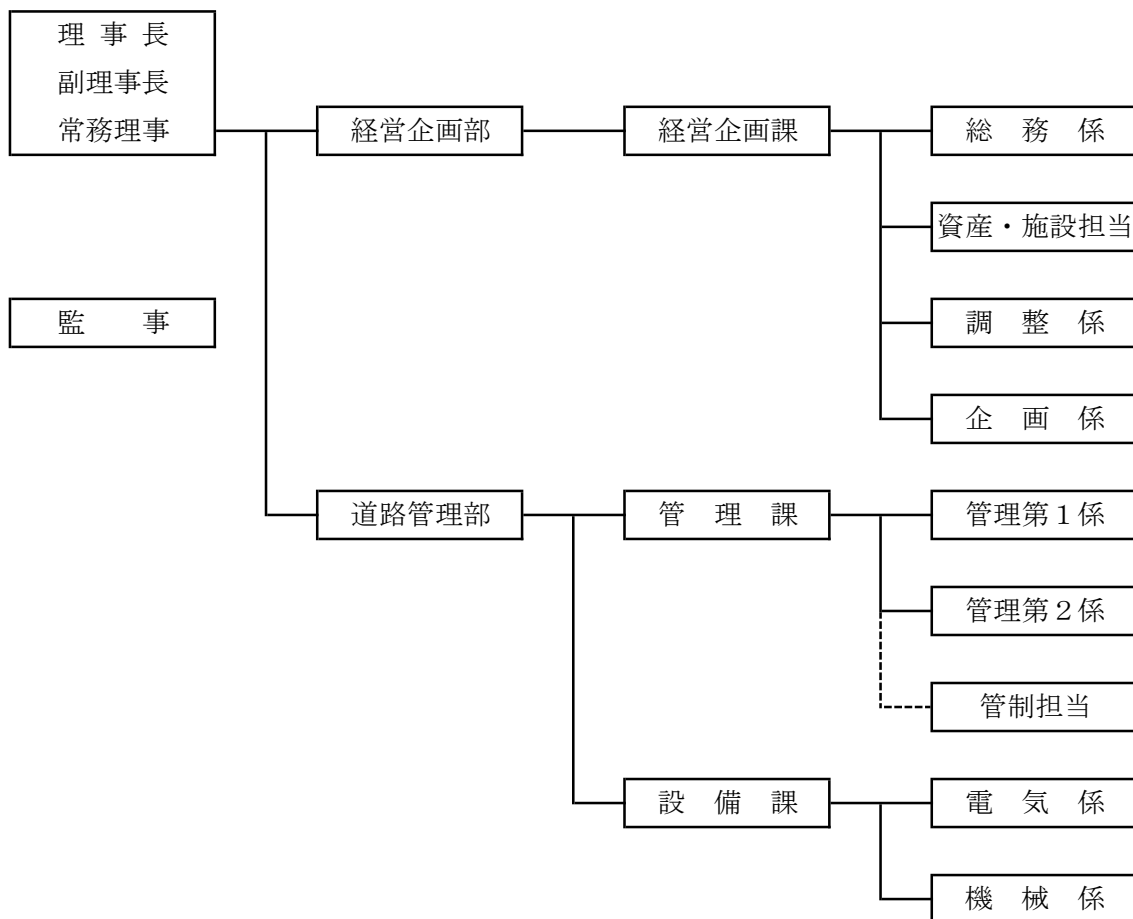 理 事 長
副理事長
常務理事
経営企画部
経営企画課
総 務 係
資産・施設担当
監 事
調 整 係
企 画 係
道路管理部
管 理 課
管理第１係
管理第２係
管制担当
設 備 課
電 気 係
機 械 係